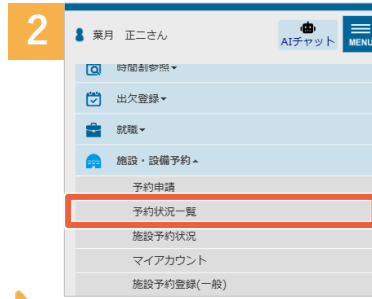 2
葉月 正二さん
AIチャット
MENU
時間割参照▼
出欠登録▼
就職▼
施設・設備予約▲
予約申請
予約状況一覧
施設予約状況
マイアカウント
施設予約登録(一般)